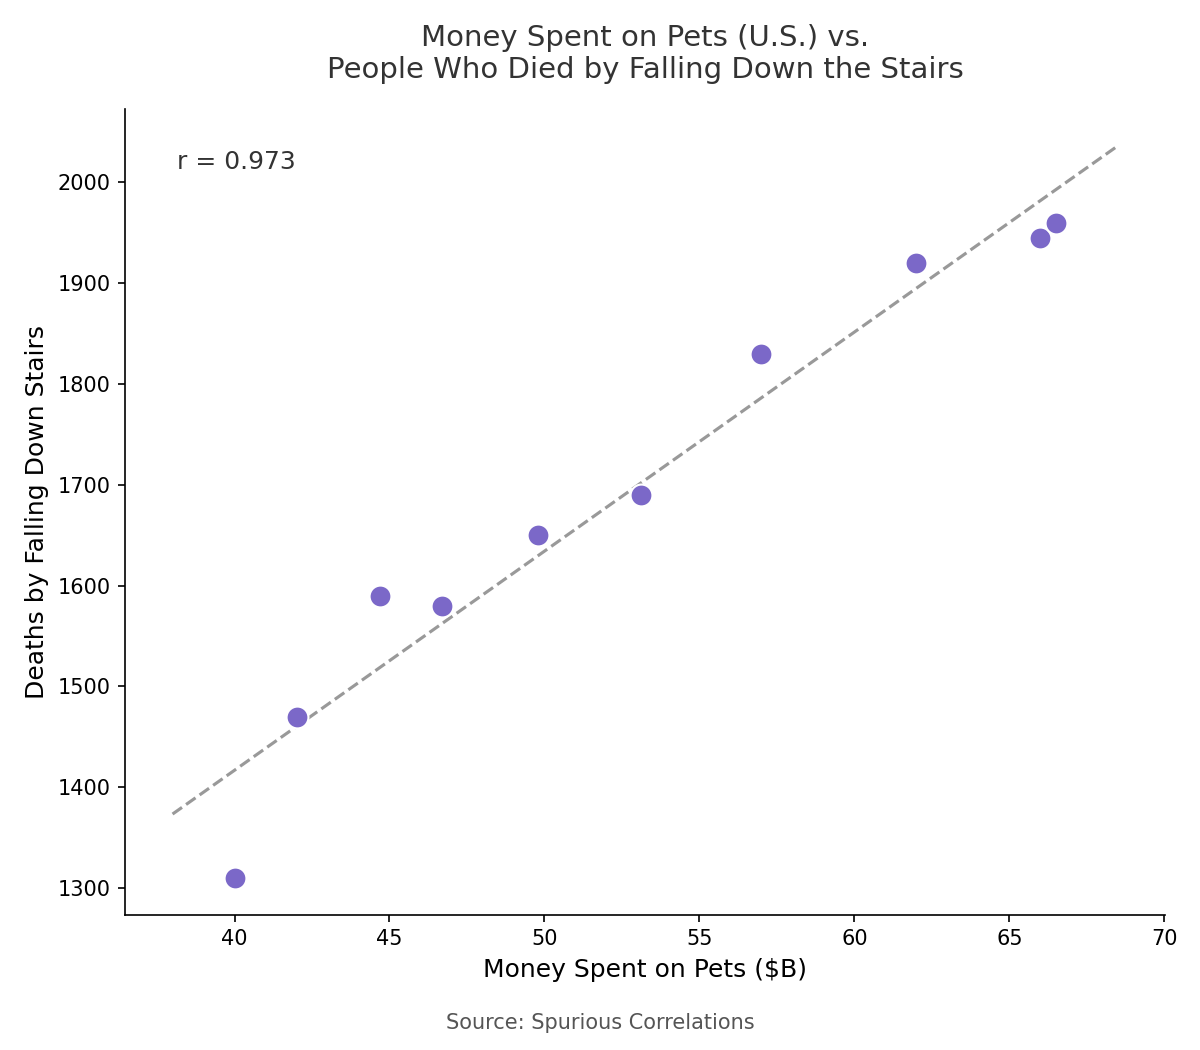 Money Spent on Pets (U.S.) vs.
People Who Died by Falling Down the Stairs
r = 0.973
Deaths by Falling Down Stairs
2000
1900
1800
1700
1600
1500
1400
1300
40 45 50 55 60 65 70
Money Spent on Pets ($B)
Source: Spurious Correlations